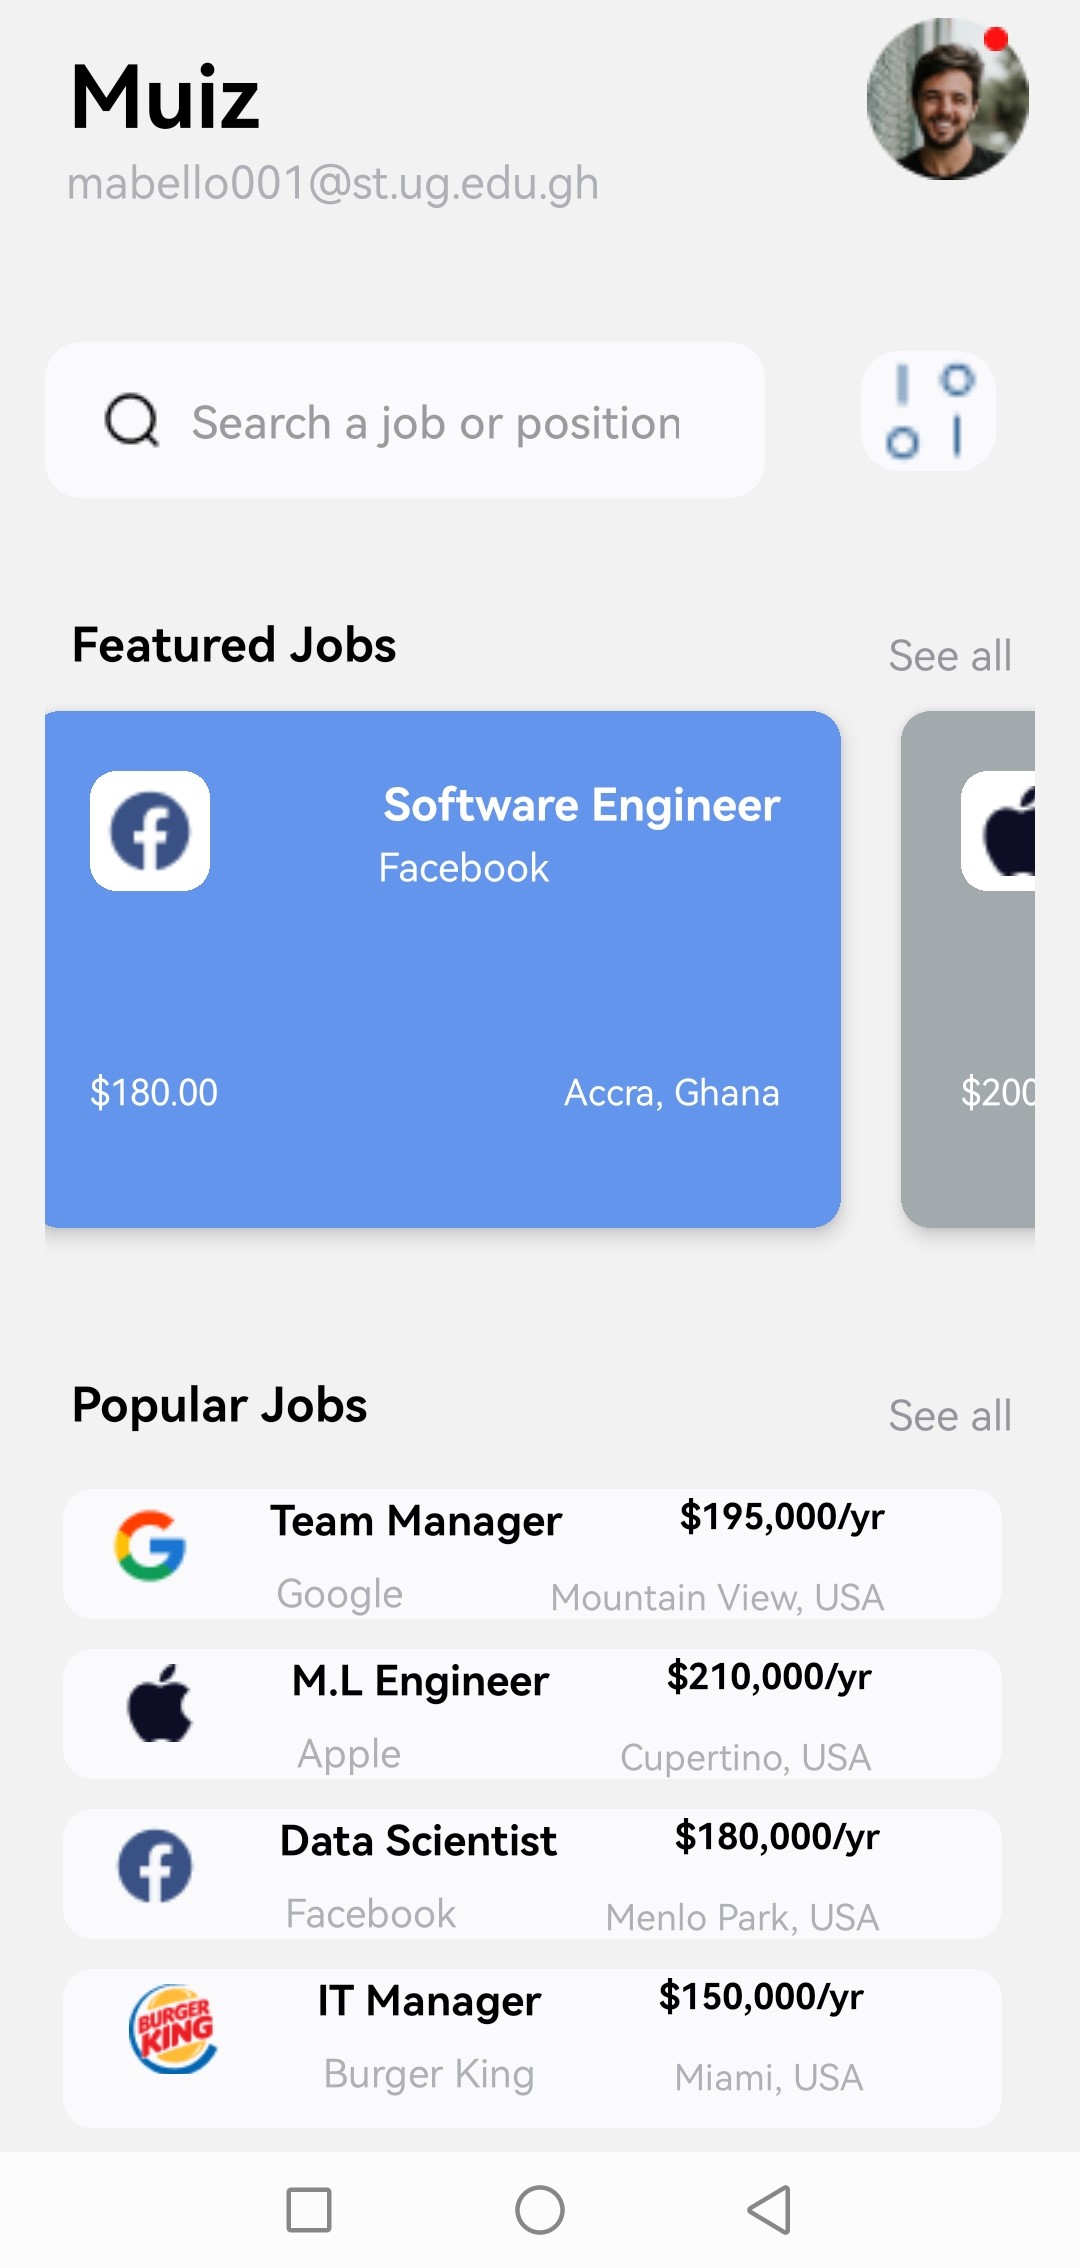 Muiz
mabello001@st.ug.edu.gh
Search a job or position
Featured Jobs
See all
Software Engineer
Facebook
$180.00
Accra, Ghana
$200
Popular Jobs
See all
Team Manager
$195,000/yr
Google
Mountain View, USA
M.L Engineer
$210,000/yr
Apple
Cupertino, USA
Data Scientist
$180,000/yr
Facebook
Menlo Park, USA
BURGER
KING
IT Manager
$150,000/yr
Burger King
Miami, USA